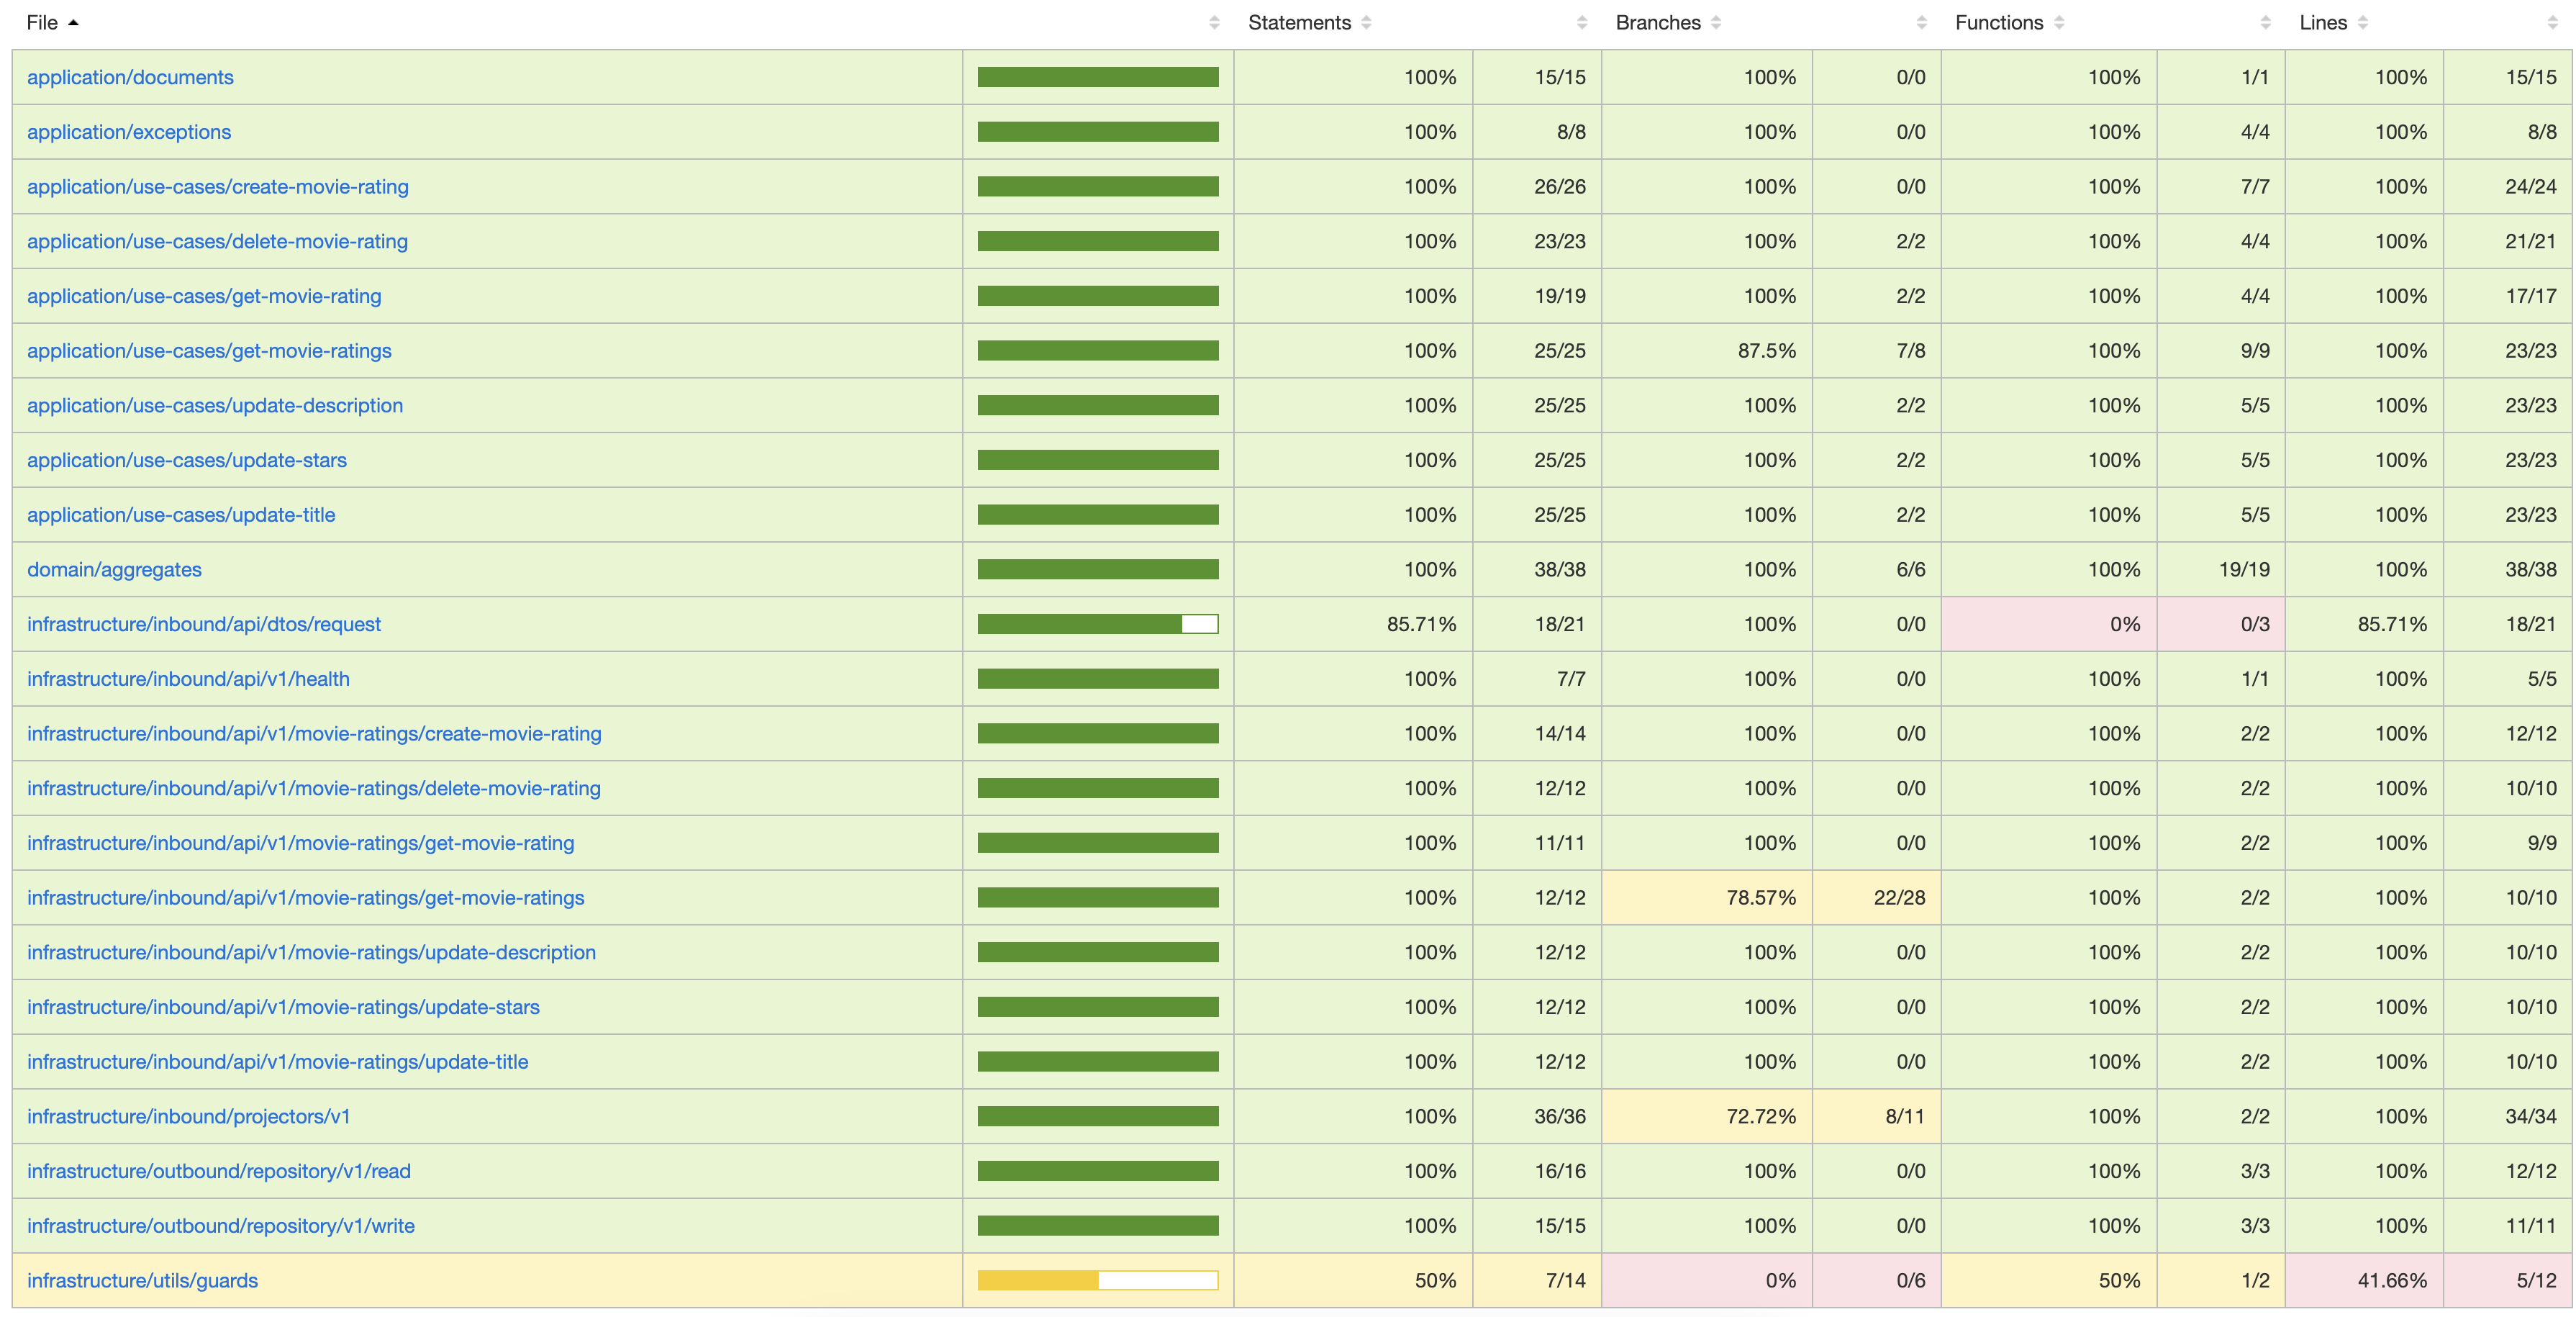 File Statements Branches Functions Lines
application/documents 100% 15/15 100% 0/0 100% 1/1 100% 15/15
application/exceptions 100% 8/8 100% 0/0 100% 4/4 100% 8/8
application/use-cases/create-movie-rating 100% 26/26 100% 0/0 100% 7/7 100% 24/24
application/use-cases/delete-movie-rating 100% 23/23 100% 2/2 100% 4/4 100% 21/21
application/use-cases/get-movie-rating 100% 19/19 100% 2/2 100% 4/4 100% 17/17
application/use-cases/get-movie-ratings 100% 25/25 87.5% 7/8 100% 9/9 100% 23/23
application/use-cases/update-description 100% 25/25 100% 2/2 100% 5/5 100% 23/23
application/use-cases/update-stars 100% 25/25 100% 2/2 100% 5/5 100% 23/23
application/use-cases/update-title 100% 25/25 100% 2/2 100% 5/5 100% 23/23
domain/aggregates 100% 38/38 100% 6/6 100% 19/19 100% 38/38
infrastructure/inbound/api/dtos/request 85.71% 18/21 100% 0/0 0% 0/3 85.71% 18/21
infrastructure/inbound/api/v1/health 100% 7/7 100% 0/0 100% 1/1 100% 5/5
infrastructure/inbound/api/v1/movie-ratings/create-movie-rating 100% 14/14 100% 0/0 100% 2/2 100% 12/12
infrastructure/inbound/api/v1/movie-ratings/delete-movie-rating 100% 12/12 100% 0/0 100% 2/2 100% 10/10
infrastructure/inbound/api/v1/movie-ratings/get-movie-rating 100% 11/11 100% 0/0 100% 2/2 100% 9/9
infrastructure/inbound/api/v1/movie-ratings/get-movie-ratings 100% 12/12 78.57% 22/28 100% 2/2 100% 10/10
infrastructure/inbound/api/v1/movie-ratings/update-description 100% 12/12 100% 0/0 100% 2/2 100% 10/10
infrastructure/inbound/api/v1/movie-ratings/update-stars 100% 12/12 100% 0/0 100% 2/2 100% 10/10
infrastructure/inbound/api/v1/movie-ratings/update-title 100% 12/12 100% 0/0 100% 2/2 100% 10/10
infrastructure/inbound/projectors/v1 100% 36/36 72.72% 8/11 100% 2/2 100% 34/34
infrastructure/outbound/repository/v1/read 100% 16/16 100% 0/0 100% 3/3 100% 12/12
infrastructure/outbound/repository/v1/write 100% 15/15 100% 0/0 100% 3/3 100% 11/11
infrastructure/utils/guards 50% 7/14 0% 0/6 50% 1/2 41.66% 5/12